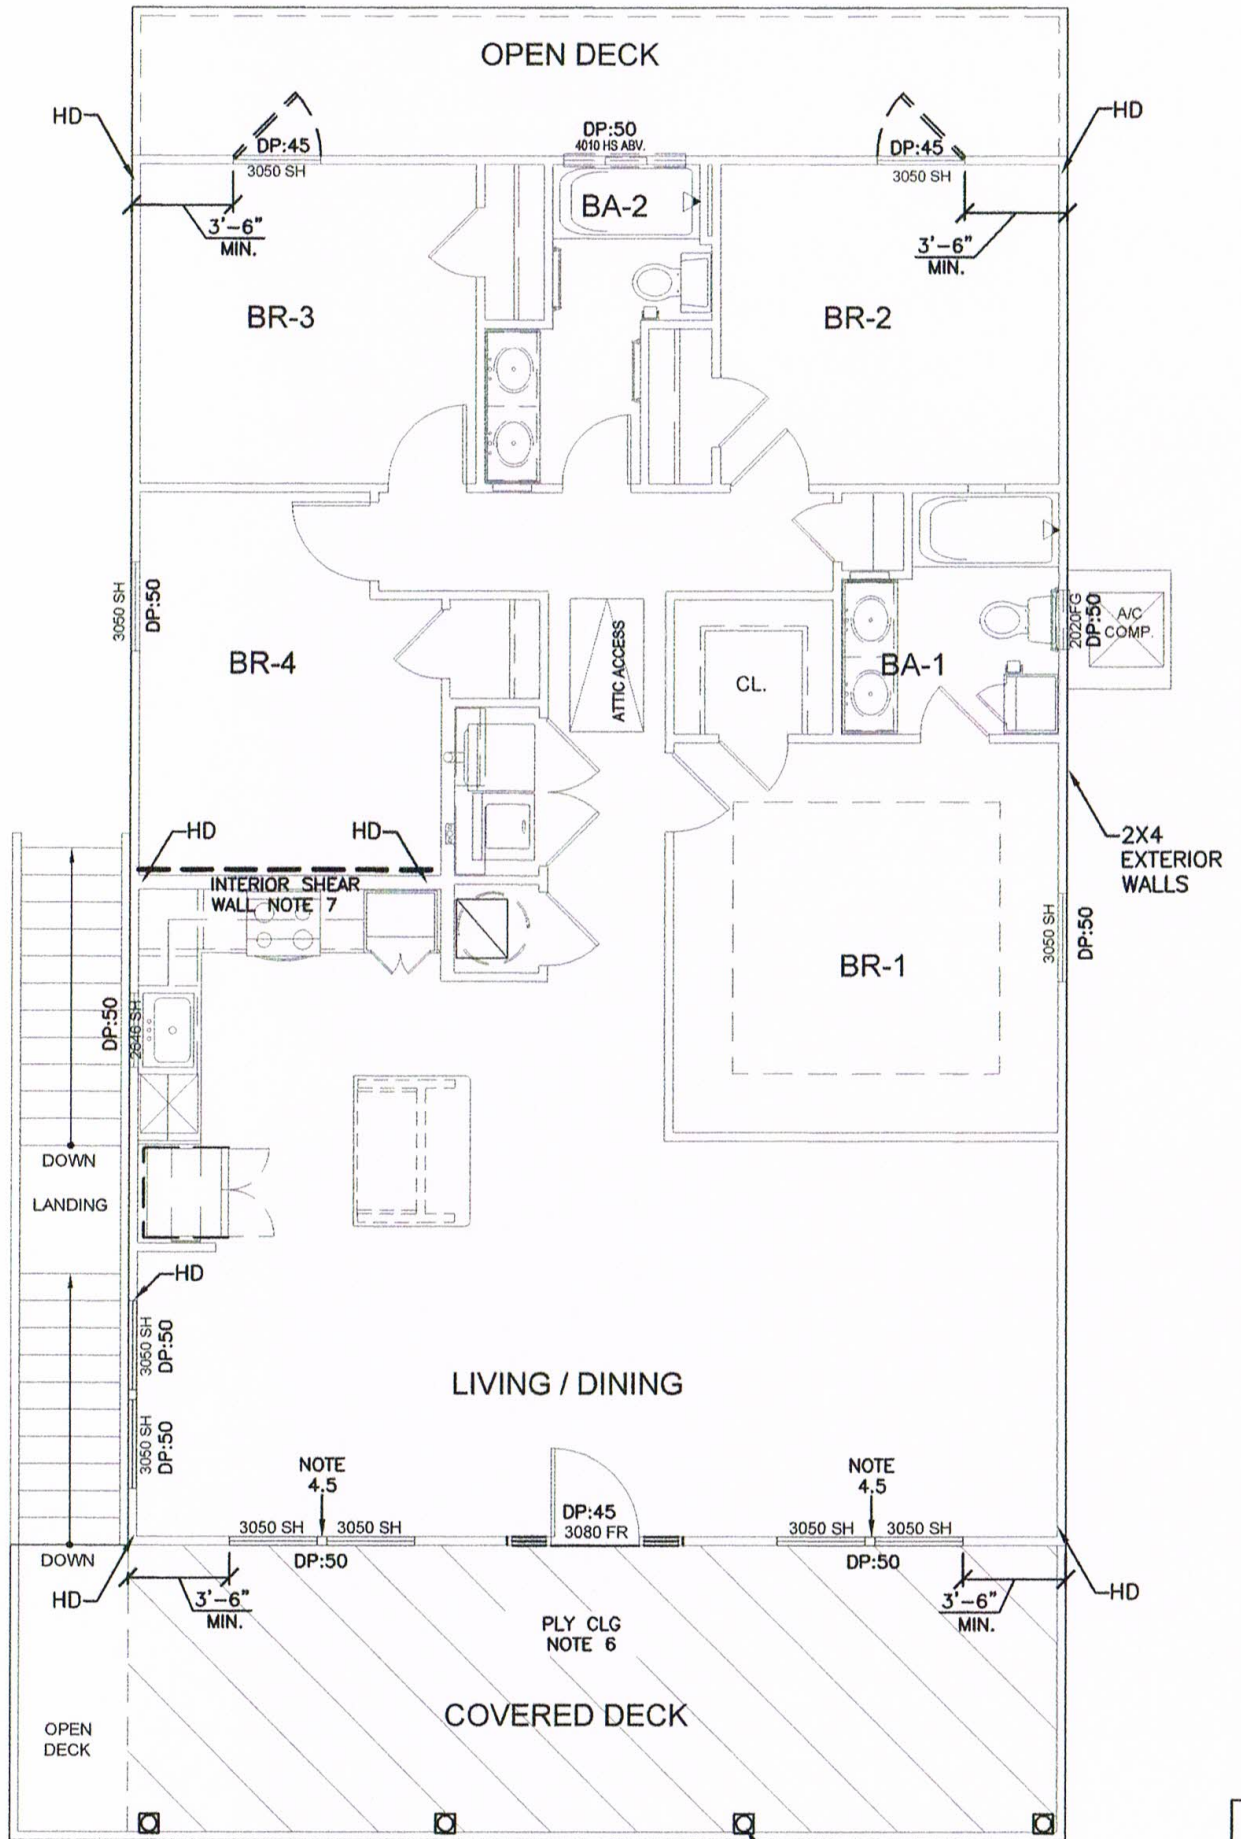 OPEN DECK
HD
HD
DP:50
4010 HS ABV.
DP:45
3050 SH
DP:45
3050 SH
BA-2
3'-6"
MIN.
3'-6"
MIN.
BR-3
BR-2
3050 SH
DP:50
2020FG
DP:50
A/C
COMP.
BR-4
ATTIC ACCESS
CL.
BA-1
HD
HD
2X4
EXTERIOR
WALLS
INTERIOR SHEAR
WALL NOTE 7
3050 SH
DP:50
BR-1
DP:50
2646 SH
DOWN
LANDING
HD
3050 SH
DP:50
LIVING / DINING
3050 SH
DP:50
NOTE
4.5
NOTE
4.5
DP:45
3080 FR
3050 SH
3050 SH
3050 SH
3050 SH
DOWN
DP:50
DP:50
HD
3'-6"
MIN.
3'-6"
MIN.
HD
PLY CLG
NOTE 6
COVERED DECK
OPEN
DECK